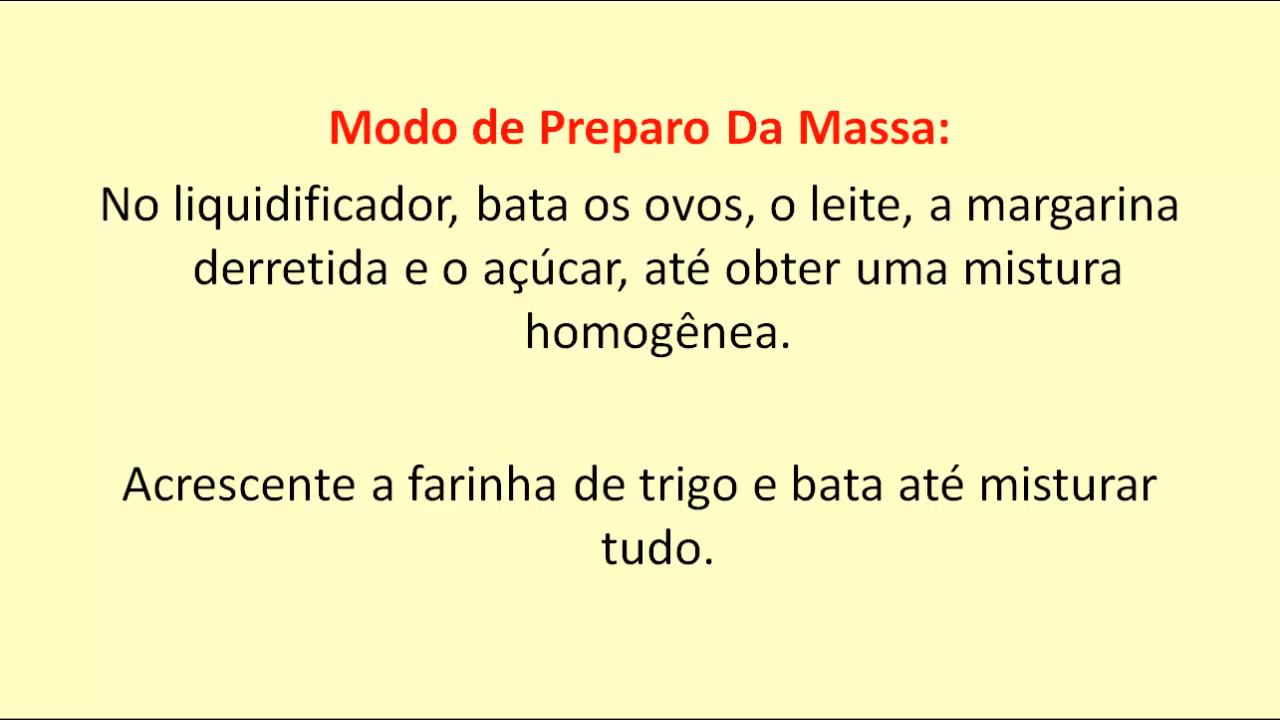 Modo de Preparo Da Massa:
No liquidificador, bata os ovos, o leite, a margarina
derretida e o açúcar, até obter uma mistura
homogênea.
Acrescente a farinha de trigo e bata até misturar
tudo.